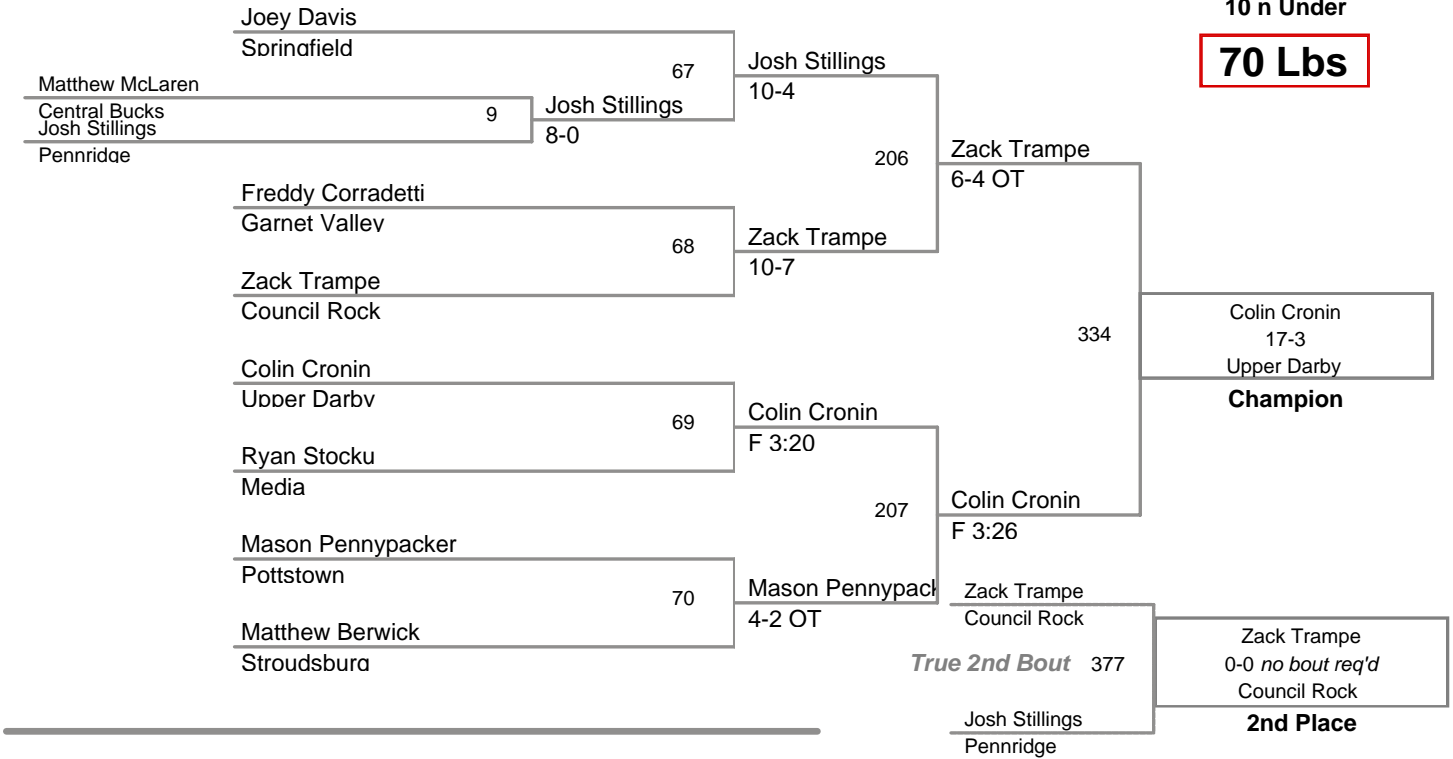 10 n Under
70 Lbs
Joey Davis
Springfield
67
Josh Stillings
10-4
Matthew McLaren
Central Bucks
9
Josh Stillings
8-0
Josh Stillings
Pennridge
206
Zack Trampe
6-4 OT
Freddy Corradetti
Garnet Valley
68
Zack Trampe
10-7
Zack Trampe
Council Rock
334
Colin Cronin
17-3
Upper Darby
Champion
Colin Cronin
Upper Darby
69
Colin Cronin
F 3:20
Ryan Stocku
Media
207
Colin Cronin
F 3:26
Mason Pennypacker
Pottstown
70
Mason Pennypack
4-2 OT
Matthew Berwick
Stroudsburg
Zack Trampe
Council Rock
True 2nd Bout 377
Zack Trampe
0-0 no bout req'd
Council Rock
2nd Place
Josh Stillings
Pennridge